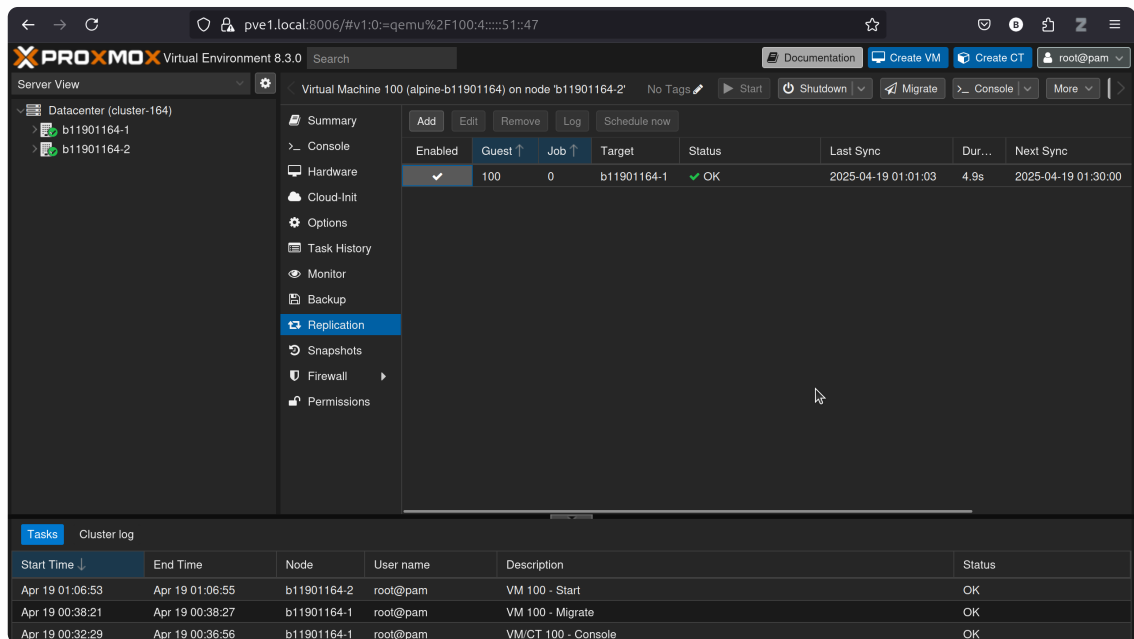 pve1.local:8006/#v1:0:=qemu%2F100:4:::::51::47
B
Z
PROXMOX Virtual Environment 8.3.0 Search Documentation Create VM Create CT root@pam
Server View
Virtual Machine 100 (alpine-b11901164) on node 'b11901164-2' No Tags Start Shutdown Migrate Console More
Datacenter (cluster-164)
b11901164-1
b11901164-2
Summary
Console
Hardware
Cloud-Init
Options
Task History
Monitor
Backup
Replication
Snapshots
Firewall
Permissions
Add Edit Remove Log Schedule now
Enabled Guest Job Target Status Last Sync Dur... Next Sync
100 0 b11901164-1 OK 2025-04-19 01:01:03 4.9s 2025-04-19 01:30:00
Tasks Cluster log
Start Time End Time Node User name Description Status
Apr 19 01:06:53 Apr 19 01:06:55 b11901164-2 root@pam VM 100 - Start OK
Apr 19 00:38:21 Apr 19 00:38:27 b11901164-1 root@pam VM 100 - Migrate OK
Apr 19 00:32:29 Apr 19 00:36:56 b11901164-1 root@pam VM/CT 100 - Console OK